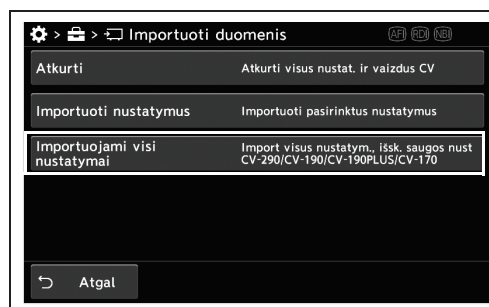 > > Importuoti duomenis AFI RDI NBI
Atkurti Atkurti visus nustat. ir vaizdus CV
Importuoti nustatymus Importuoti pasirinktus nustatymus
Importuojami visi nustatymai Import visus nustatym., išsk. saugos nust
CV-290/CV-190/CV-190PLUS/CV-170
Atgal